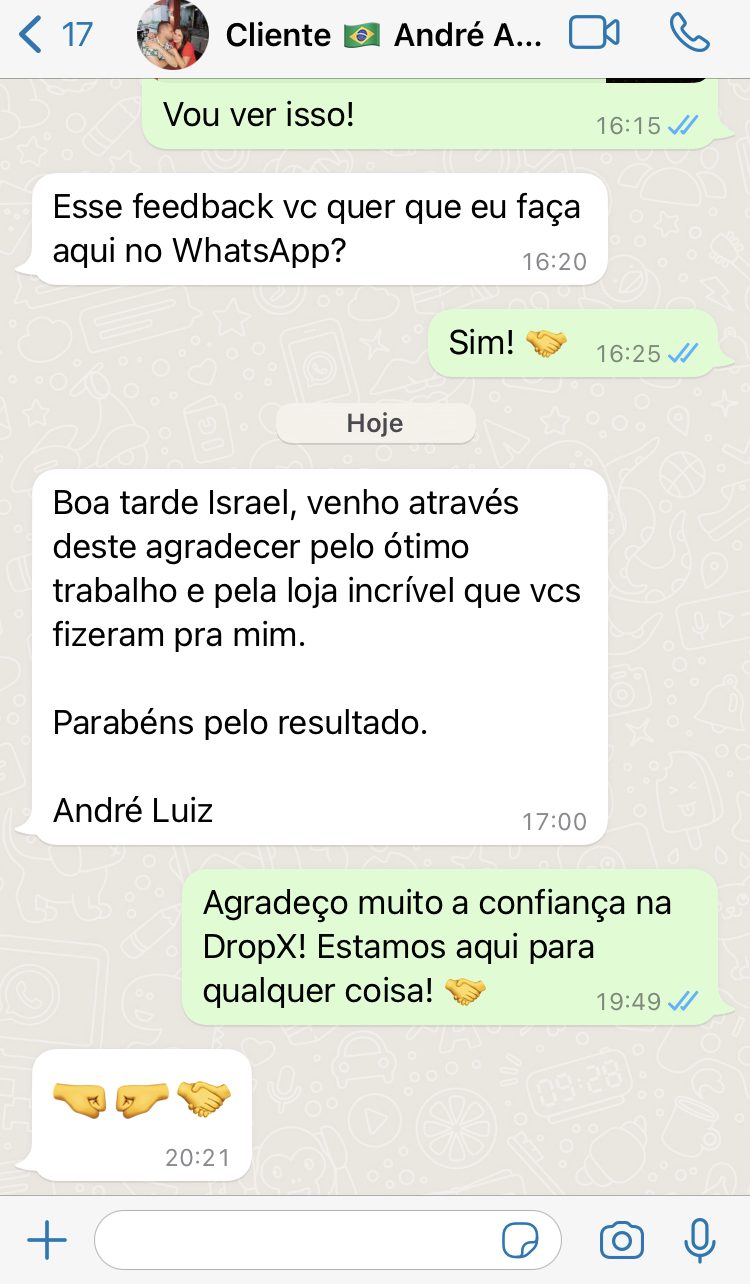 17
Cliente 🇧🇷 André A...
Vou ver isso!
16:15
Esse feedback vc quer que eu faça
aqui no WhatsApp?
16:20
Sim! 🤝
16:25
Hoje
Boa tarde Israel, venho através
deste agradecer pelo ótimo
trabalho e pela loja incrível que vcs
fizeram pra mim.
Parabéns pelo resultado.
André Luiz
17:00
Agradeço muito a confiança na
DropX! Estamos aqui para
qualquer coisa! 🤝
19:49
🤜🤛🤝
20:21